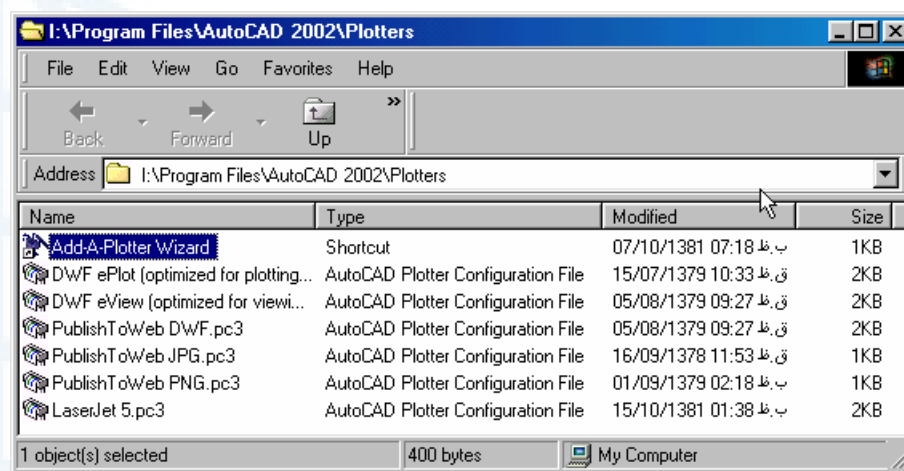 I:\Program Files\AutoCAD 2002\Plotters
File Edit View Go Favorites Help
Back Forward Up »
Address I:\Program Files\AutoCAD 2002\Plotters
Name Type Modified Size
Add-A-Plotter Wizard Shortcut 07/10/1381 07:18 ب.ظ 1KB
DWF ePlot (optimized for plotting... AutoCAD Plotter Configuration File 15/07/1379 10:33 ق.ظ 2KB
DWF eView (optimized for viewi... AutoCAD Plotter Configuration File 05/08/1379 09:27 ق.ظ 2KB
PublishToWeb DWF.pc3 AutoCAD Plotter Configuration File 05/08/1379 09:27 ق.ظ 2KB
PublishToWeb JPG.pc3 AutoCAD Plotter Configuration File 16/09/1378 11:53 ق.ظ 1KB
PublishToWeb PNG.pc3 AutoCAD Plotter Configuration File 01/09/1379 02:18 ب.ظ 1KB
LaserJet 5.pc3 AutoCAD Plotter Configuration File 15/10/1381 01:38 ب.ظ 2KB
1 object(s) selected 400 bytes My Computer